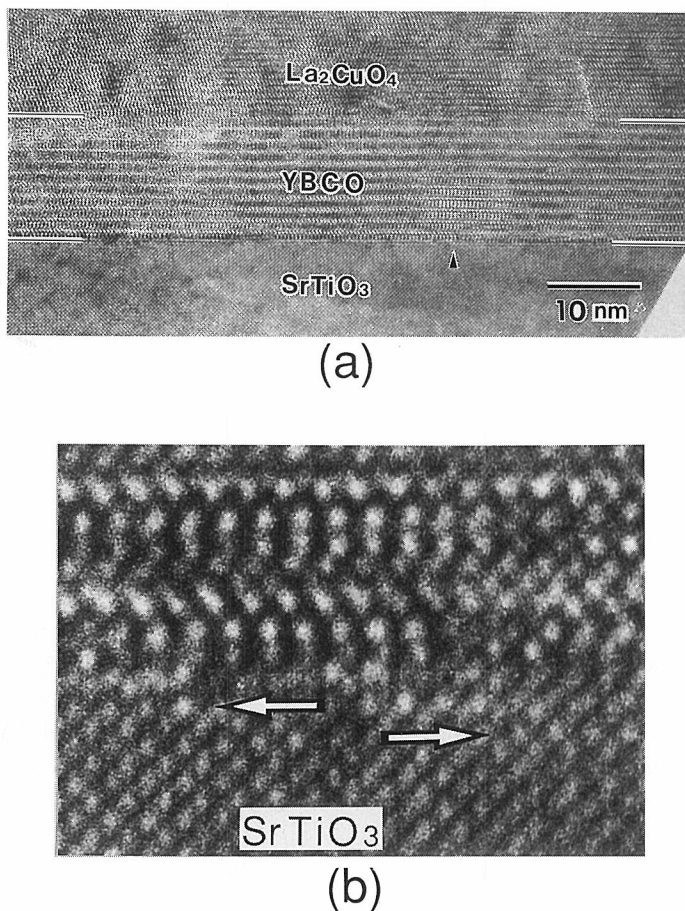 La₂CuO₄
YBCO
SrTiO₃
10 nm
(a)
SrTiO₃
(b)